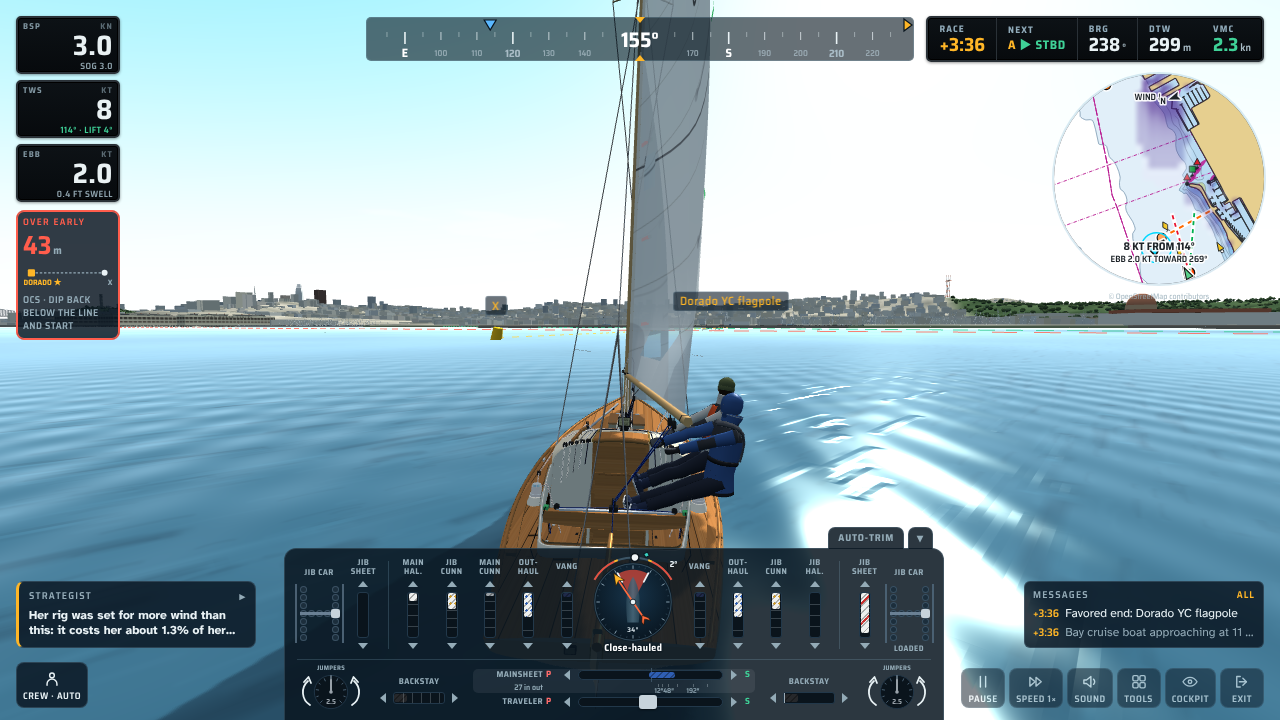 BSP KN
3.0
SOG 3.0
TWS KT
8
114° · LIFT 4°
EBB KT
2.0
0.4 FT SWELL
OVER EARLY
43 m
DORADO ★ X
OCS · DIP BACK
BELOW THE LINE
AND START
155°
E 100 110 120 130 140 170 S 190 200 210 220
RACE NEXT BRG DTW VMC
+3:36 A ▶ STBD 238° 299 m 2.3 kn
WIND
N
8 KT FROM 114°
EBB 2.0 KT TOWARD 269°
© OpenStreetMap contributors
X
Dorado YC flagpole
AUTO-TRIM ▼
JIB CAR
JIB SHEET
MAIN HAL.
JIB CUNN
MAIN CUNN
OUT-HAUL
VANG
2°
34°
Close-hauled
VANG
OUT-HAUL
JIB CUNN
JIB HAL.
JIB SHEET
JIB CAR
LOADED
JUMPERS
2.5
BACKSTAY
MAINSHEET P S
27 in out
12°48° 192°
TRAVELER P S
BACKSTAY
JUMPERS
2.5
STRATEGIST ▶
Her rig was set for more wind than
this: it costs her about 1.3% of her...
CREW · AUTO
MESSAGES ALL
+3:36 Favored end: Dorado YC flagpole
+3:36 Bay cruise boat approaching at 11 ...
PAUSE
SPEED 1×
SOUND
TOOLS
COCKPIT
EXIT